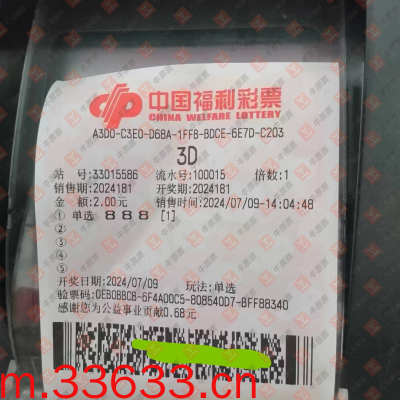 中国福利彩票
CHINA WELFARE LOTTERY
A3D0-C3E0-D6BA-1FFB-BDCE-6E7D-C203
3D
站 号:33015586 流水号:100015 倍数:1
销售期:2024181 开奖期:2024181
金 额:2.00元 销售时间:2024/07/09-14:04:48
① 单选 888 [1]
②
③
④
⑤
开奖日期:2024/07/09 玩法:单选
验票码:0EB0B8CB-6F4A0DC5-808640D7-8FFBB340
感谢您为公益事业贡献0.68元
m.33633.cn